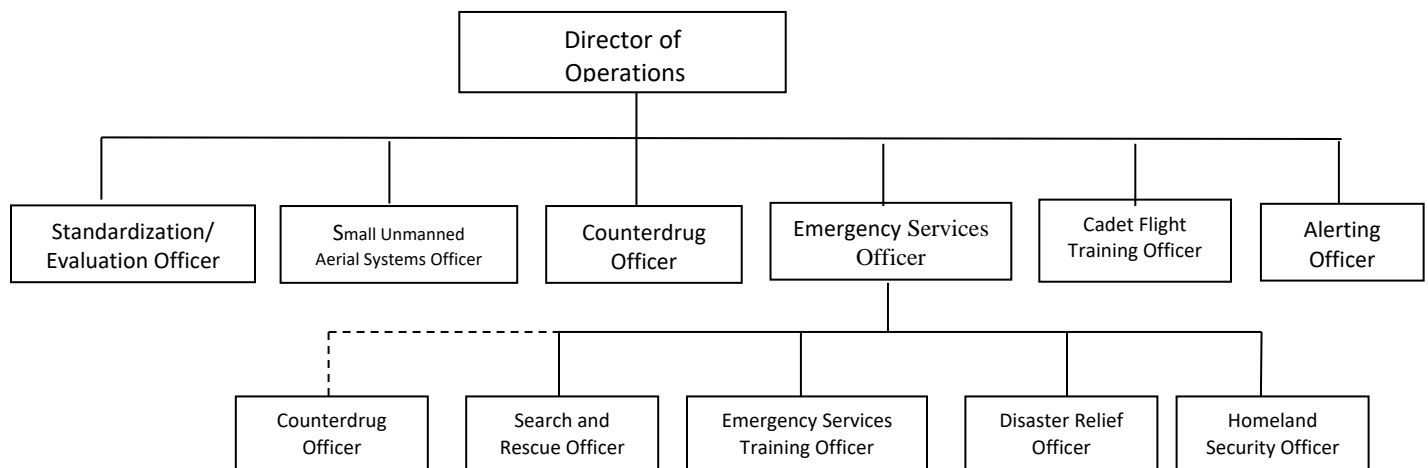 Director of
Operations
Standardization/
Evaluation Officer
Small Unmanned
Aerial Systems Officer
Counterdrug
Officer
Emergency Services
Officer
Cadet Flight
Training Officer
Alerting
Officer
Counterdrug
Officer
Search and
Rescue Officer
Emergency Services
Training Officer
Disaster Relief
Officer
Homeland
Security Officer